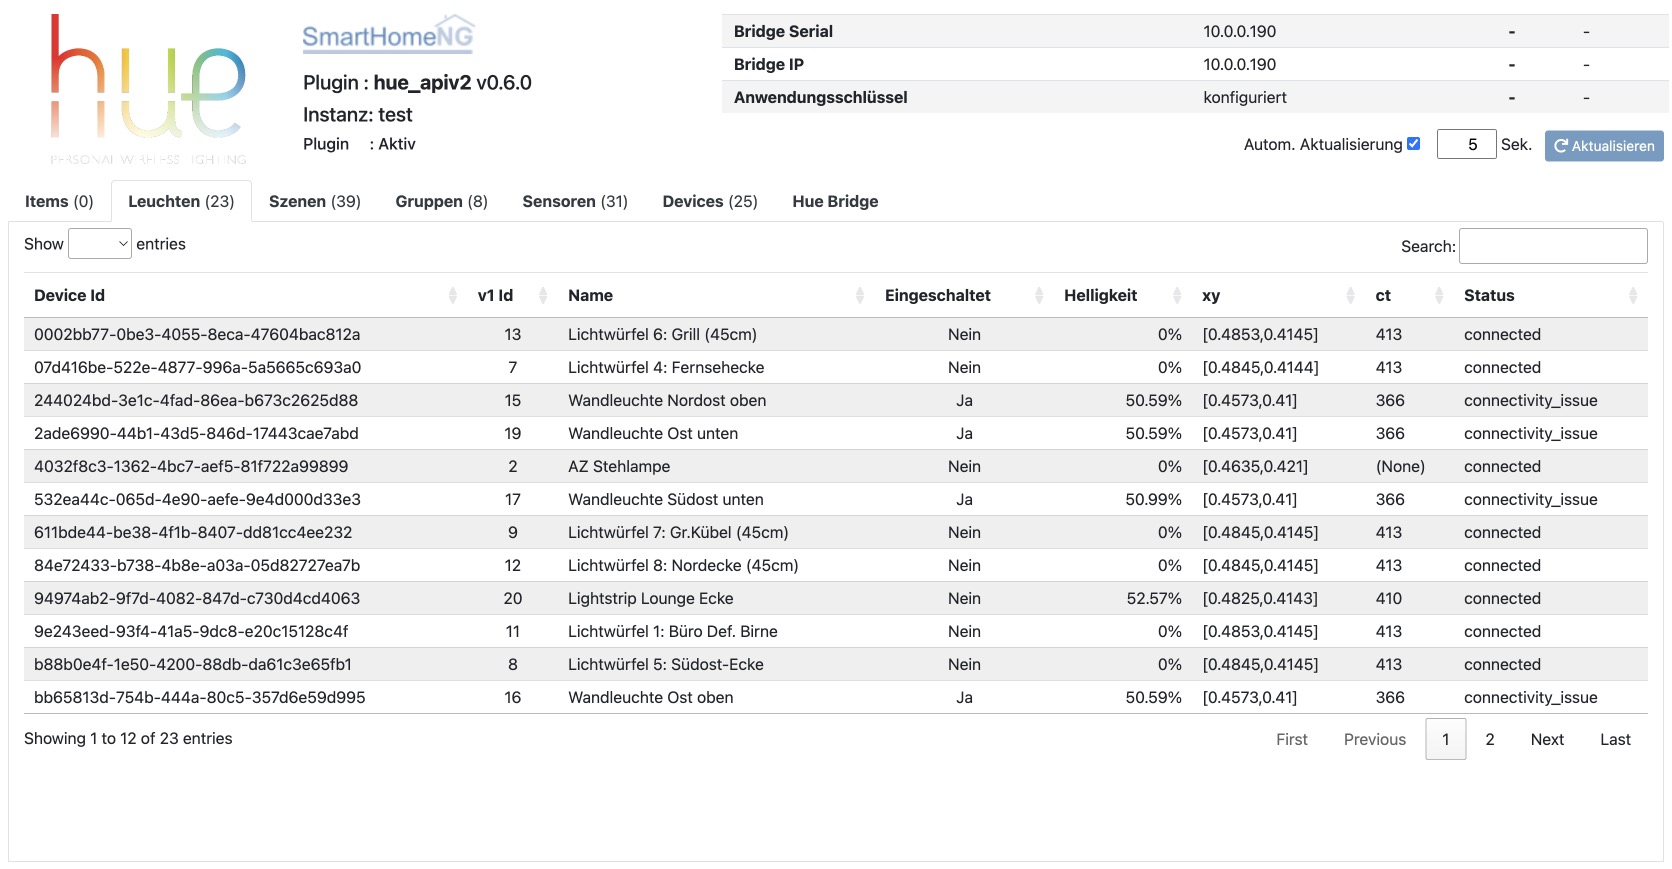 hue
PERSONAL WIRELESS LIGHTING
SmartHomeNG
Plugin : hue_apiv2 v0.6.0
Instanz: test
Plugin : Aktiv
Bridge Serial 10.0.0.190 - -
Bridge IP 10.0.0.190 - -
Anwendungsschlüssel konfiguriert - -
Autom. Aktualisierung 5 Sek. Aktualisieren
Items (0) Leuchten (23) Szenen (39) Gruppen (8) Sensoren (31) Devices (25) Hue Bridge
Show entries Search:
Device Id v1 Id Name Eingeschaltet Helligkeit xy ct Status
0002bb77-0be3-4055-8eca-47604bac812a 13 Lichtwürfel 6: Grill (45cm) Nein 0% [0.4853,0.4145] 413 connected
07d416be-522e-4877-996a-5a5665c693a0 7 Lichtwürfel 4: Fernsehecke Nein 0% [0.4845,0.4144] 413 connected
244024bd-3e1c-4fad-86ea-b673c2625d88 15 Wandleuchte Nordost oben Ja 50.59% [0.4573,0.41] 366 connectivity_issue
2ade6990-44b1-43d5-846d-17443cae7abd 19 Wandleuchte Ost unten Ja 50.59% [0.4573,0.41] 366 connectivity_issue
4032f8c3-1362-4bc7-aef5-81f722a99899 2 AZ Stehlampe Nein 0% [0.4635,0.421] (None) connected
532ea44c-065d-4e90-aefe-9e4d000d33e3 17 Wandleuchte Südost unten Ja 50.99% [0.4573,0.41] 366 connectivity_issue
611bde44-be38-4f1b-8407-dd81cc4ee232 9 Lichtwürfel 7: Gr.Kübel (45cm) Nein 0% [0.4845,0.4145] 413 connected
84e72433-b738-4b8e-a03a-05d82727ea7b 12 Lichtwürfel 8: Nordecke (45cm) Nein 0% [0.4845,0.4145] 413 connected
94974ab2-9f7d-4082-847d-c730d4cd4063 20 Lightstrip Lounge Ecke Nein 52.57% [0.4825,0.4143] 410 connected
9e243eed-93f4-41a5-9dc8-e20c15128c4f 11 Lichtwürfel 1: Büro Def. Birne Nein 0% [0.4853,0.4145] 413 connected
b88b0e4f-1e50-4200-88db-da61c3e65fb1 8 Lichtwürfel 5: Südost-Ecke Nein 0% [0.4845,0.4145] 413 connected
bb65813d-754b-444a-80c5-357d6e59d995 16 Wandleuchte Ost oben Ja 50.59% [0.4573,0.41] 366 connectivity_issue
Showing 1 to 12 of 23 entries First Previous 1 2 Next Last